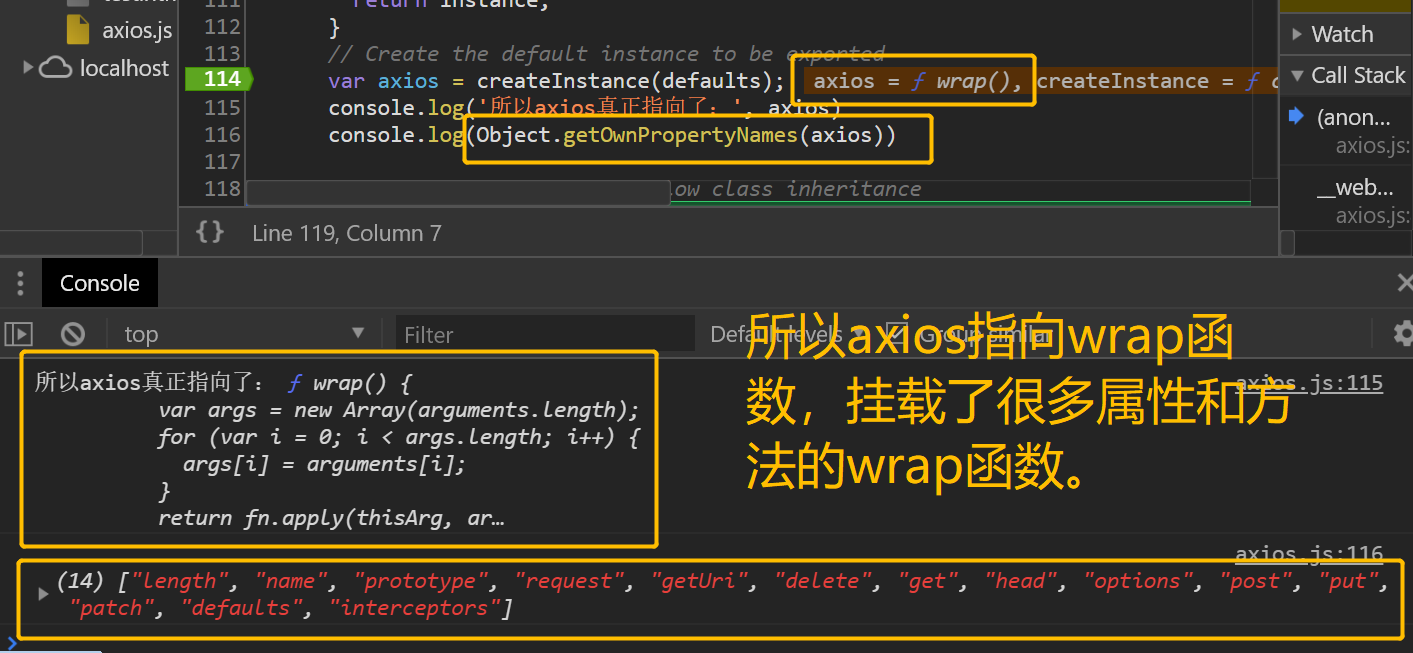 axios.js
localhost
111 return instance;
112 }
113 // Create the default instance to be exported
114 var axios = createInstance(defaults); axios = ƒ wrap(), createInstance = ƒ c
115 console.log('所以axios真正指向了: ', axios)
116 console.log(Object.getOwnPropertyNames(axios))
117
118 ow class inheritance
{} Line 119, Column 7
Watch
Call Stack
(anon...
axios.js:
__web...
axios.js:
Console
top
Filter
Default levels
Group similar
所以axios指向wrap函
数，挂载了很多属性和方
法的wrap函数。
所以axios真正指向了: ƒ wrap() {
axios.js:115
var args = new Array(arguments.length);
for (var i = 0; i < args.length; i++) {
args[i] = arguments[i];
}
return fn.apply(thisArg, ar…
axios.js:116
(14) ["length", "name", "prototype", "request", "getUri", "delete", "get", "head", "options", "post", "put",
"patch", "defaults", "interceptors"]